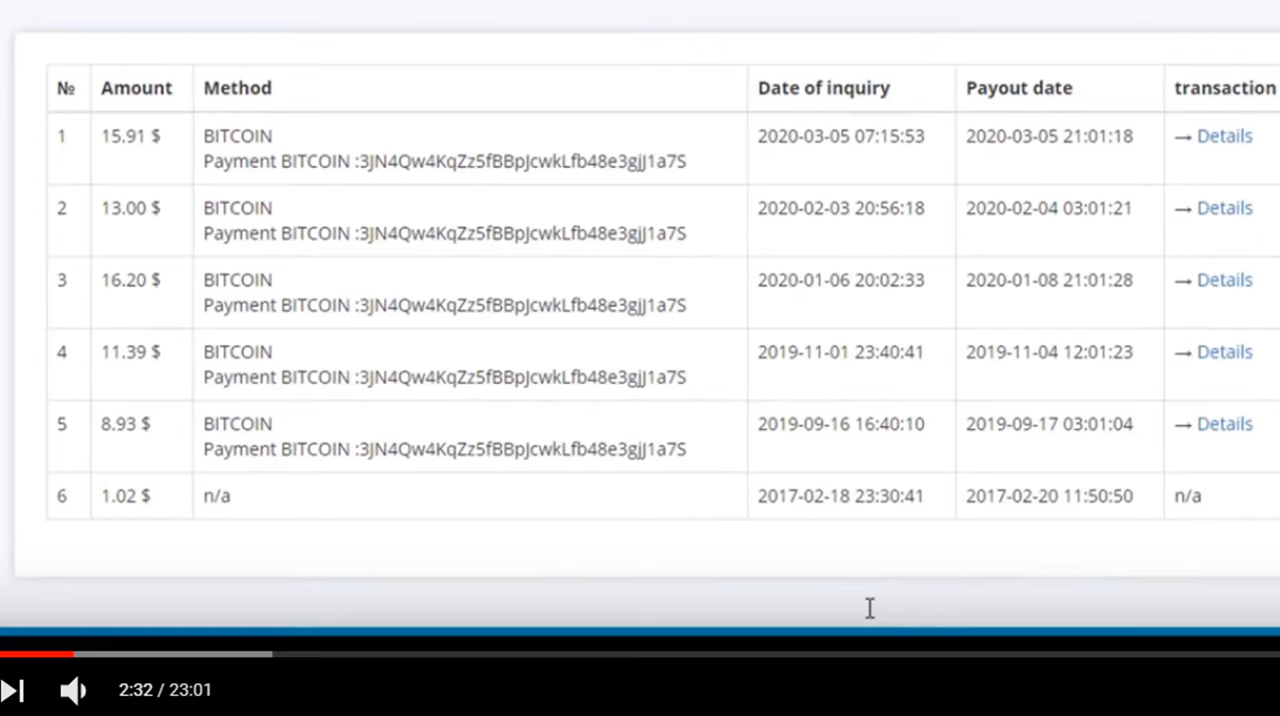 № Amount Method Date of inquiry Payout date transaction
1 15.91 $ BITCOIN 2020-03-05 07:15:53 2020-03-05 21:01:18 → Details
Payment BITCOIN :3JN4Qw4KqZz5fBBpJcwkLfb48e3gjJ1a7S
2 13.00 $ BITCOIN 2020-02-03 20:56:18 2020-02-04 03:01:21 → Details
Payment BITCOIN :3JN4Qw4KqZz5fBBpJcwkLfb48e3gjJ1a7S
3 16.20 $ BITCOIN 2020-01-06 20:02:33 2020-01-08 21:01:28 → Details
Payment BITCOIN :3JN4Qw4KqZz5fBBpJcwkLfb48e3gjJ1a7S
4 11.39 $ BITCOIN 2019-11-01 23:40:41 2019-11-04 12:01:23 → Details
Payment BITCOIN :3JN4Qw4KqZz5fBBpJcwkLfb48e3gjJ1a7S
5 8.93 $ BITCOIN 2019-09-16 16:40:10 2019-09-17 03:01:04 → Details
Payment BITCOIN :3JN4Qw4KqZz5fBBpJcwkLfb48e3gjJ1a7S
6 1.02 $ n/a 2017-02-18 23:30:41 2017-02-20 11:50:50 n/a
2:32 / 23:01